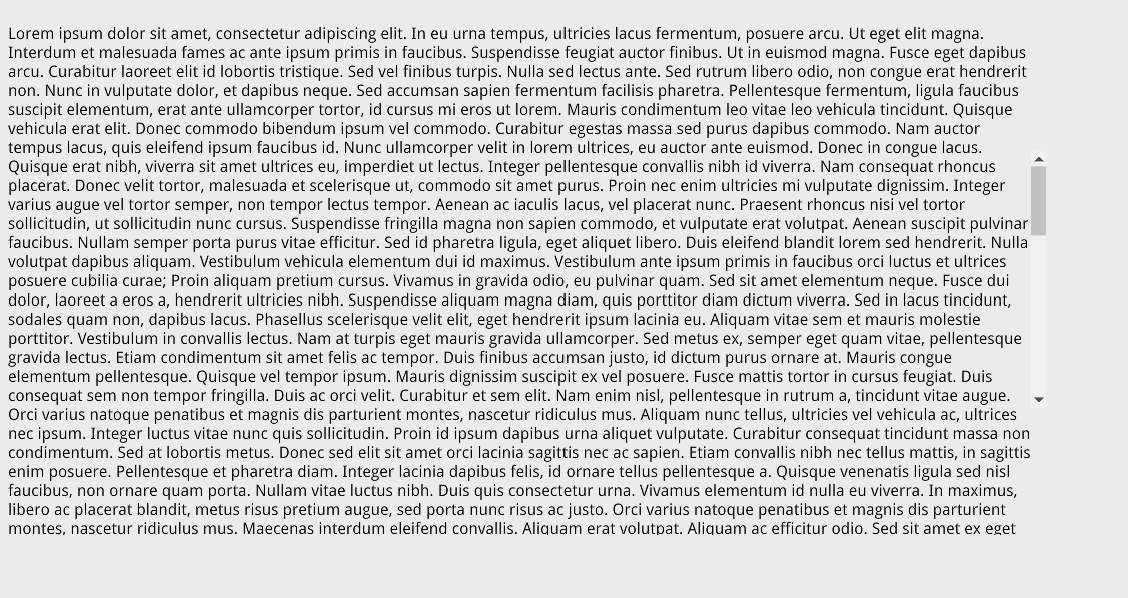 Lorem ipsum dolor sit amet, consectetur adipiscing elit. In eu urna tempus, ultricies lacus fermentum, posuere arcu. Ut eget elit magna.
Interdum et malesuada fames ac ante ipsum primis in faucibus. Suspendisse feugiat auctor finibus. Ut in euismod magna. Fusce eget dapibus
arcu. Curabitur laoreet elit id lobortis tristique. Sed vel finibus turpis. Nulla sed lectus ante. Sed rutrum libero odio, non congue erat hendrerit
non. Nunc in vulputate dolor, et dapibus neque. Sed accumsan sapien fermentum facilisis pharetra. Pellentesque fermentum, ligula faucibus
suscipit elementum, erat ante ullamcorper tortor, id cursus mi eros ut lorem. Mauris condimentum leo vitae leo vehicula tincidunt. Quisque
vehicula erat elit. Donec commodo bibendum ipsum vel commodo. Curabitur egestas massa sed purus dapibus commodo. Nam auctor
tempus lacus, quis eleifend ipsum faucibus id. Nunc ullamcorper velit in lorem ultrices, eu auctor ante euismod. Donec in congue lacus.
Quisque erat nibh, viverra sit amet ultrices eu, imperdiet ut lectus. Integer pellentesque convallis nibh id viverra. Nam consequat rhoncus
placerat. Donec velit tortor, malesuada et scelerisque ut, commodo sit amet purus. Proin nec enim ultricies mi vulputate dignissim. Integer
varius augue vel tortor semper, non tempor lectus tempor. Aenean ac iaculis lacus, vel placerat nunc. Praesent rhoncus nisi vel tortor
sollicitudin, ut sollicitudin nunc cursus. Suspendisse fringilla magna non sapien commodo, et vulputate erat volutpat. Aenean suscipit pulvinar
faucibus. Nullam semper porta purus vitae efficitur. Sed id pharetra ligula, eget aliquet libero. Duis eleifend blandit lorem sed hendrerit. Nulla
volutpat dapibus aliquam. Vestibulum vehicula elementum dui id maximus. Vestibulum ante ipsum primis in faucibus orci luctus et ultrices
posuere cubilia curae; Proin aliquam pretium cursus. Vivamus in gravida odio, eu pulvinar quam. Sed sit amet elementum neque. Fusce dui
dolor, laoreet a eros a, hendrerit ultricies nibh. Suspendisse aliquam magna diam, quis porttitor diam dictum viverra. Sed in lacus tincidunt,
sodales quam non, dapibus lacus. Phasellus scelerisque velit elit, eget hendrerit ipsum lacinia eu. Aliquam vitae sem et mauris molestie
porttitor. Vestibulum in convallis lectus. Nam at turpis eget mauris gravida ullamcorper. Sed metus ex, semper eget quam vitae, pellentesque
gravida lectus. Etiam condimentum sit amet felis ac tempor. Duis finibus accumsan justo, id dictum purus ornare at. Mauris congue
elementum pellentesque. Quisque vel tempor ipsum. Mauris dignissim suscipit ex vel posuere. Fusce mattis tortor in cursus feugiat. Duis
consequat sem non tempor fringilla. Duis ac orci velit. Curabitur et sem elit. Nam enim nisl, pellentesque in rutrum a, tincidunt vitae augue.
Orci varius natoque penatibus et magnis dis parturient montes, nascetur ridiculus mus. Aliquam nunc tellus, ultricies vel vehicula ac, ultrices
nec ipsum. Integer luctus vitae nunc quis sollicitudin. Proin id ipsum dapibus urna aliquet vulputate. Curabitur consequat tincidunt massa non
condimentum. Sed at lobortis metus. Donec sed elit sit amet orci lacinia sagittis nec ac sapien. Etiam convallis nibh nec tellus mattis, in sagittis
enim posuere. Pellentesque et pharetra diam. Integer lacinia dapibus felis, id ornare tellus pellentesque a. Quisque venenatis ligula sed nisl
faucibus, non ornare quam porta. Nullam vitae luctus nibh. Duis quis consectetur urna. Vivamus elementum id nulla eu viverra. In maximus,
libero ac placerat blandit, metus risus pretium augue, sed porta nunc risus ac justo. Orci varius natoque penatibus et magnis dis parturient
montes, nascetur ridiculus mus. Maecenas interdum eleifend convallis. Aliquam erat volutpat. Aliquam ac efficitur odio. Sed sit amet ex eget